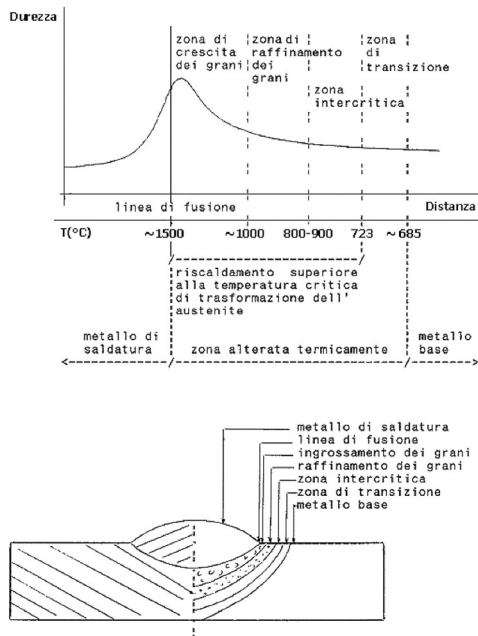 Durezza
zona di
crescita
dei grani
zona di
raffinamento
dei
grani
zona
intercritica
zona
di
transizione
linea di fusione
Distanza
T(°C)
~1500
~1000
800-900
723
~685
riscaldamento superiore
alla temperatura critica
di trasformazione dell'
austenite
metallo di
saldatura
zona alterata termicamente
metallo
base
metallo di saldatura
linea di fusione
ingrossamento dei grani
raffinamento dei grani
zona intercritica
zona di transizione
metallo base